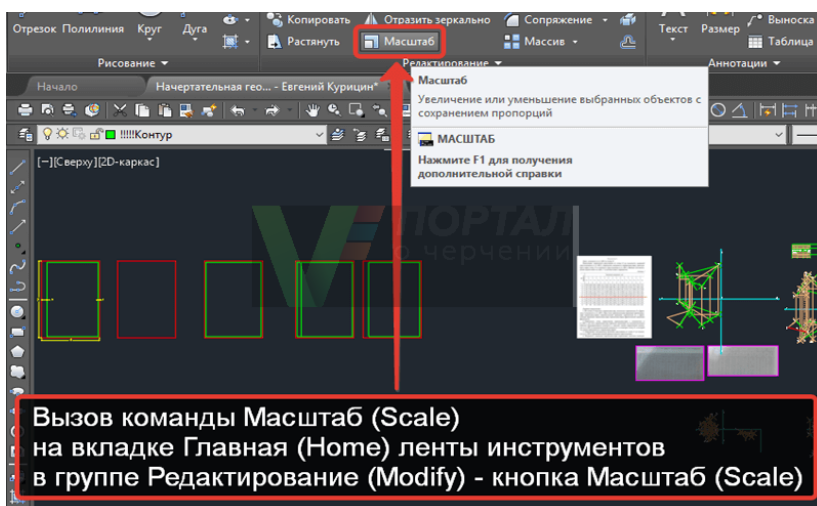 Отрезок Полилиния Круг Дуга
Копировать Отразить зеркально Сопряжение
Растянуть Масштаб Массив
Текст Размер
Выноска
Таблица
Рисование Редактирование Аннотации
Начало Начертательная гео... - Евгений Курицин*
Масштаб
Увеличение или уменьшение выбранных объектов с
сохранением пропорций
МАСШТАБ
Нажмите F1 для получения
дополнительной справки
!!!!!Контур
[−][Сверху][2D-каркас]
ПОРТАЛ
о черчении
Вызов команды Масштаб (Scale)
на вкладке Главная (Home) ленты инструментов
в группе Редактирование (Modify) - кнопка Масштаб (Scale)